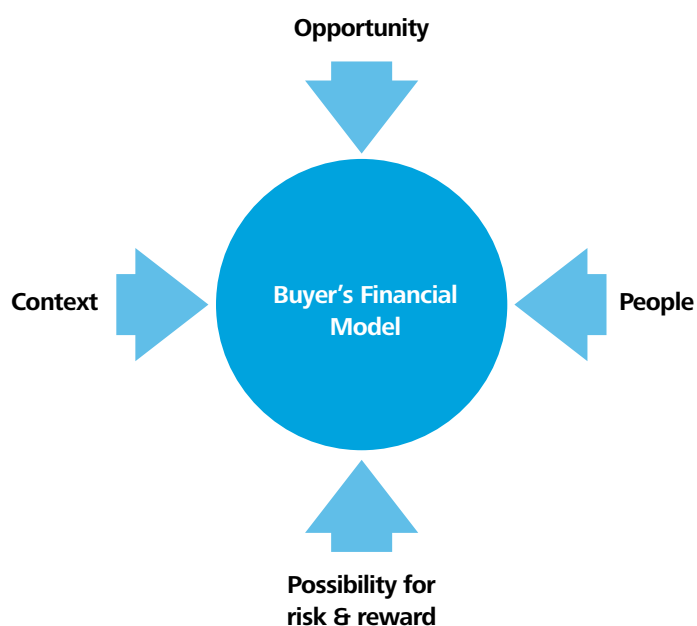 Opportunity
Context
Buyer’s Financial
Model
People
Possibility for
risk & reward